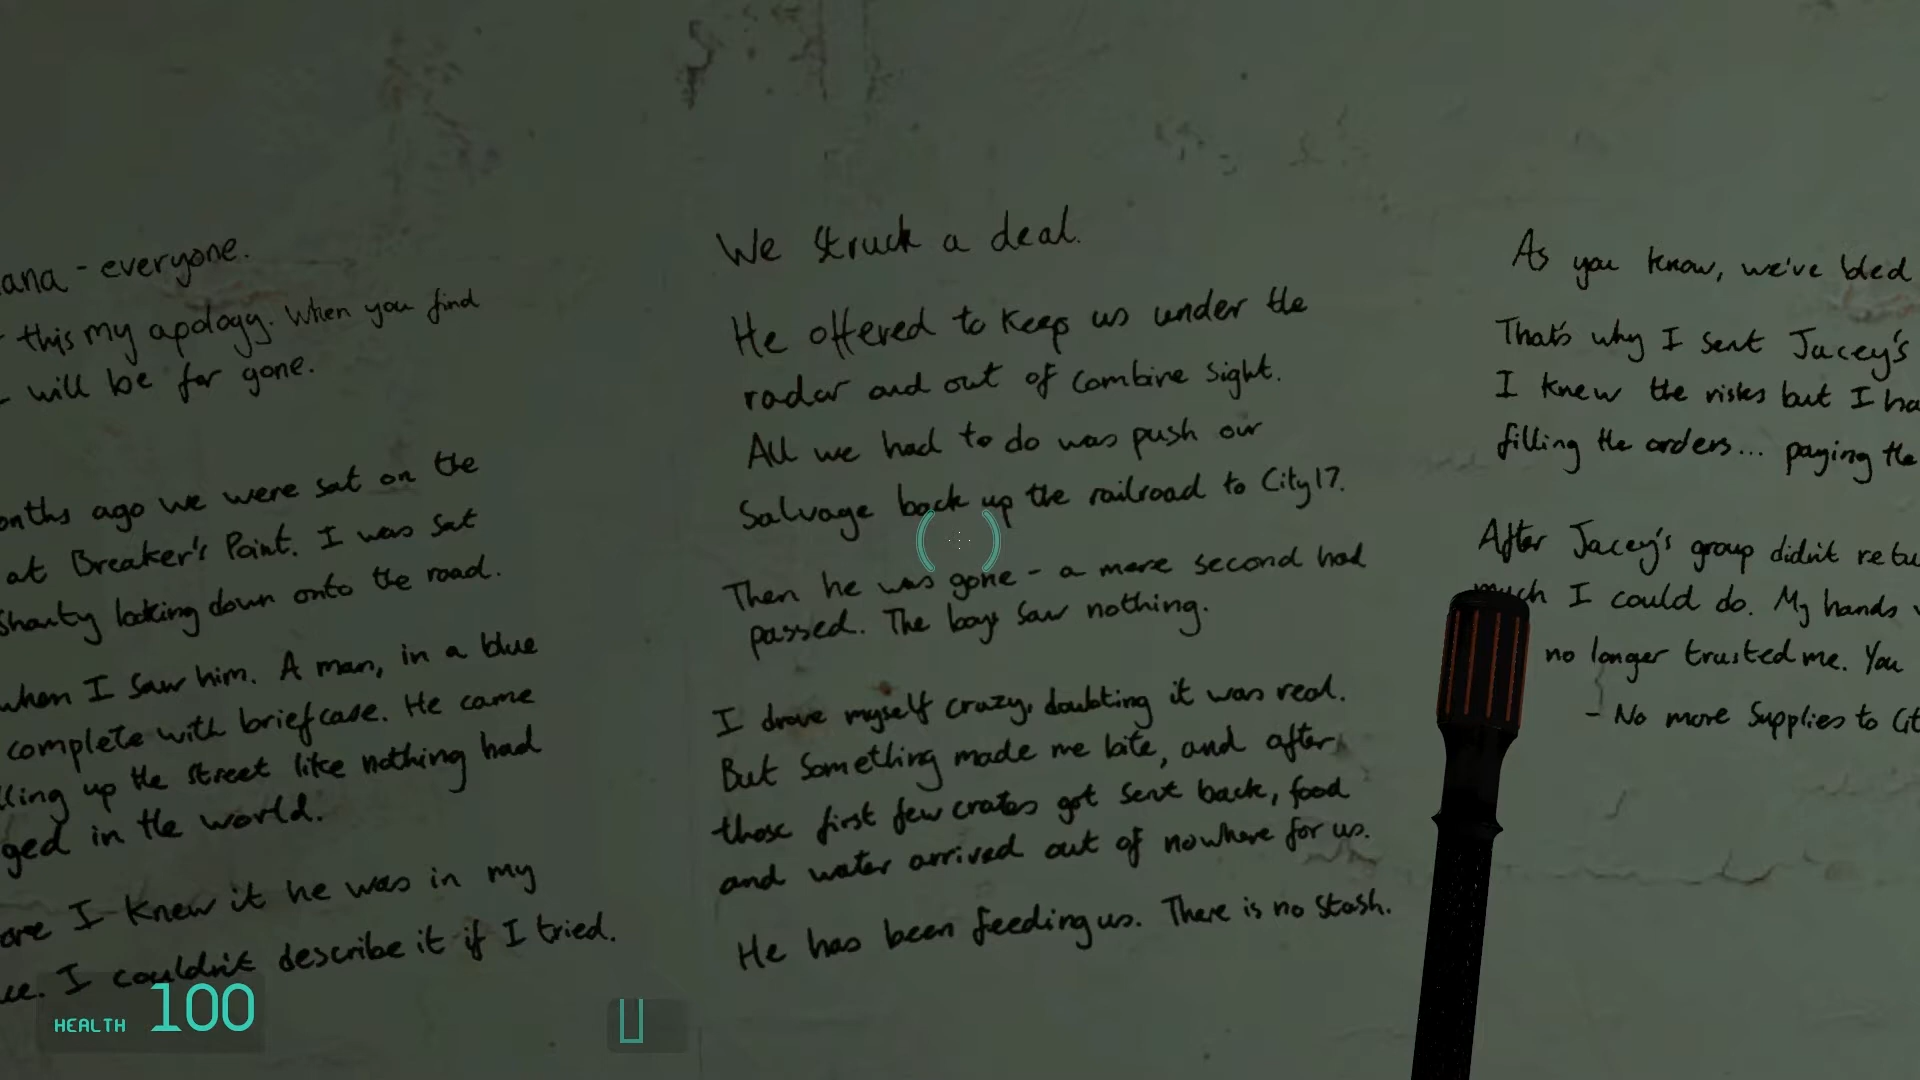 ana - everyone.
this my apology. When you find
will be far gone.
onths ago we were sat on the
at Breaker's Point. I was sat
Shanty looking down onto the road.
when I saw him. A man, in a blue
complete with briefcase. He came
lling up the street like nothing had
ged in the world.
ore I knew it he was in my
ce. I couldn't describe it if I tried.
We struck a deal.
He offered to keep us under the
radar and out of Combine sight.
All we had to do was push our
Salvage back up the railroad to City17.
Then he was gone - a mere second had
passed. The boys saw nothing.
I drove myself crazy, doubting it was real.
But Something made me bite, and after
those first few crates got sent back, food
and water arrived out of nowhere for us.
He has been feeding us. There is no stash.
As you know, we've bled
That's why I sent Jacey's
I knew the risks but I ha
filling the orders... paying the
After Jacey's group didn't retu
much I could do. My hands
no longer trusted me. You
- No more Supplies to Cit
HEALTH 100